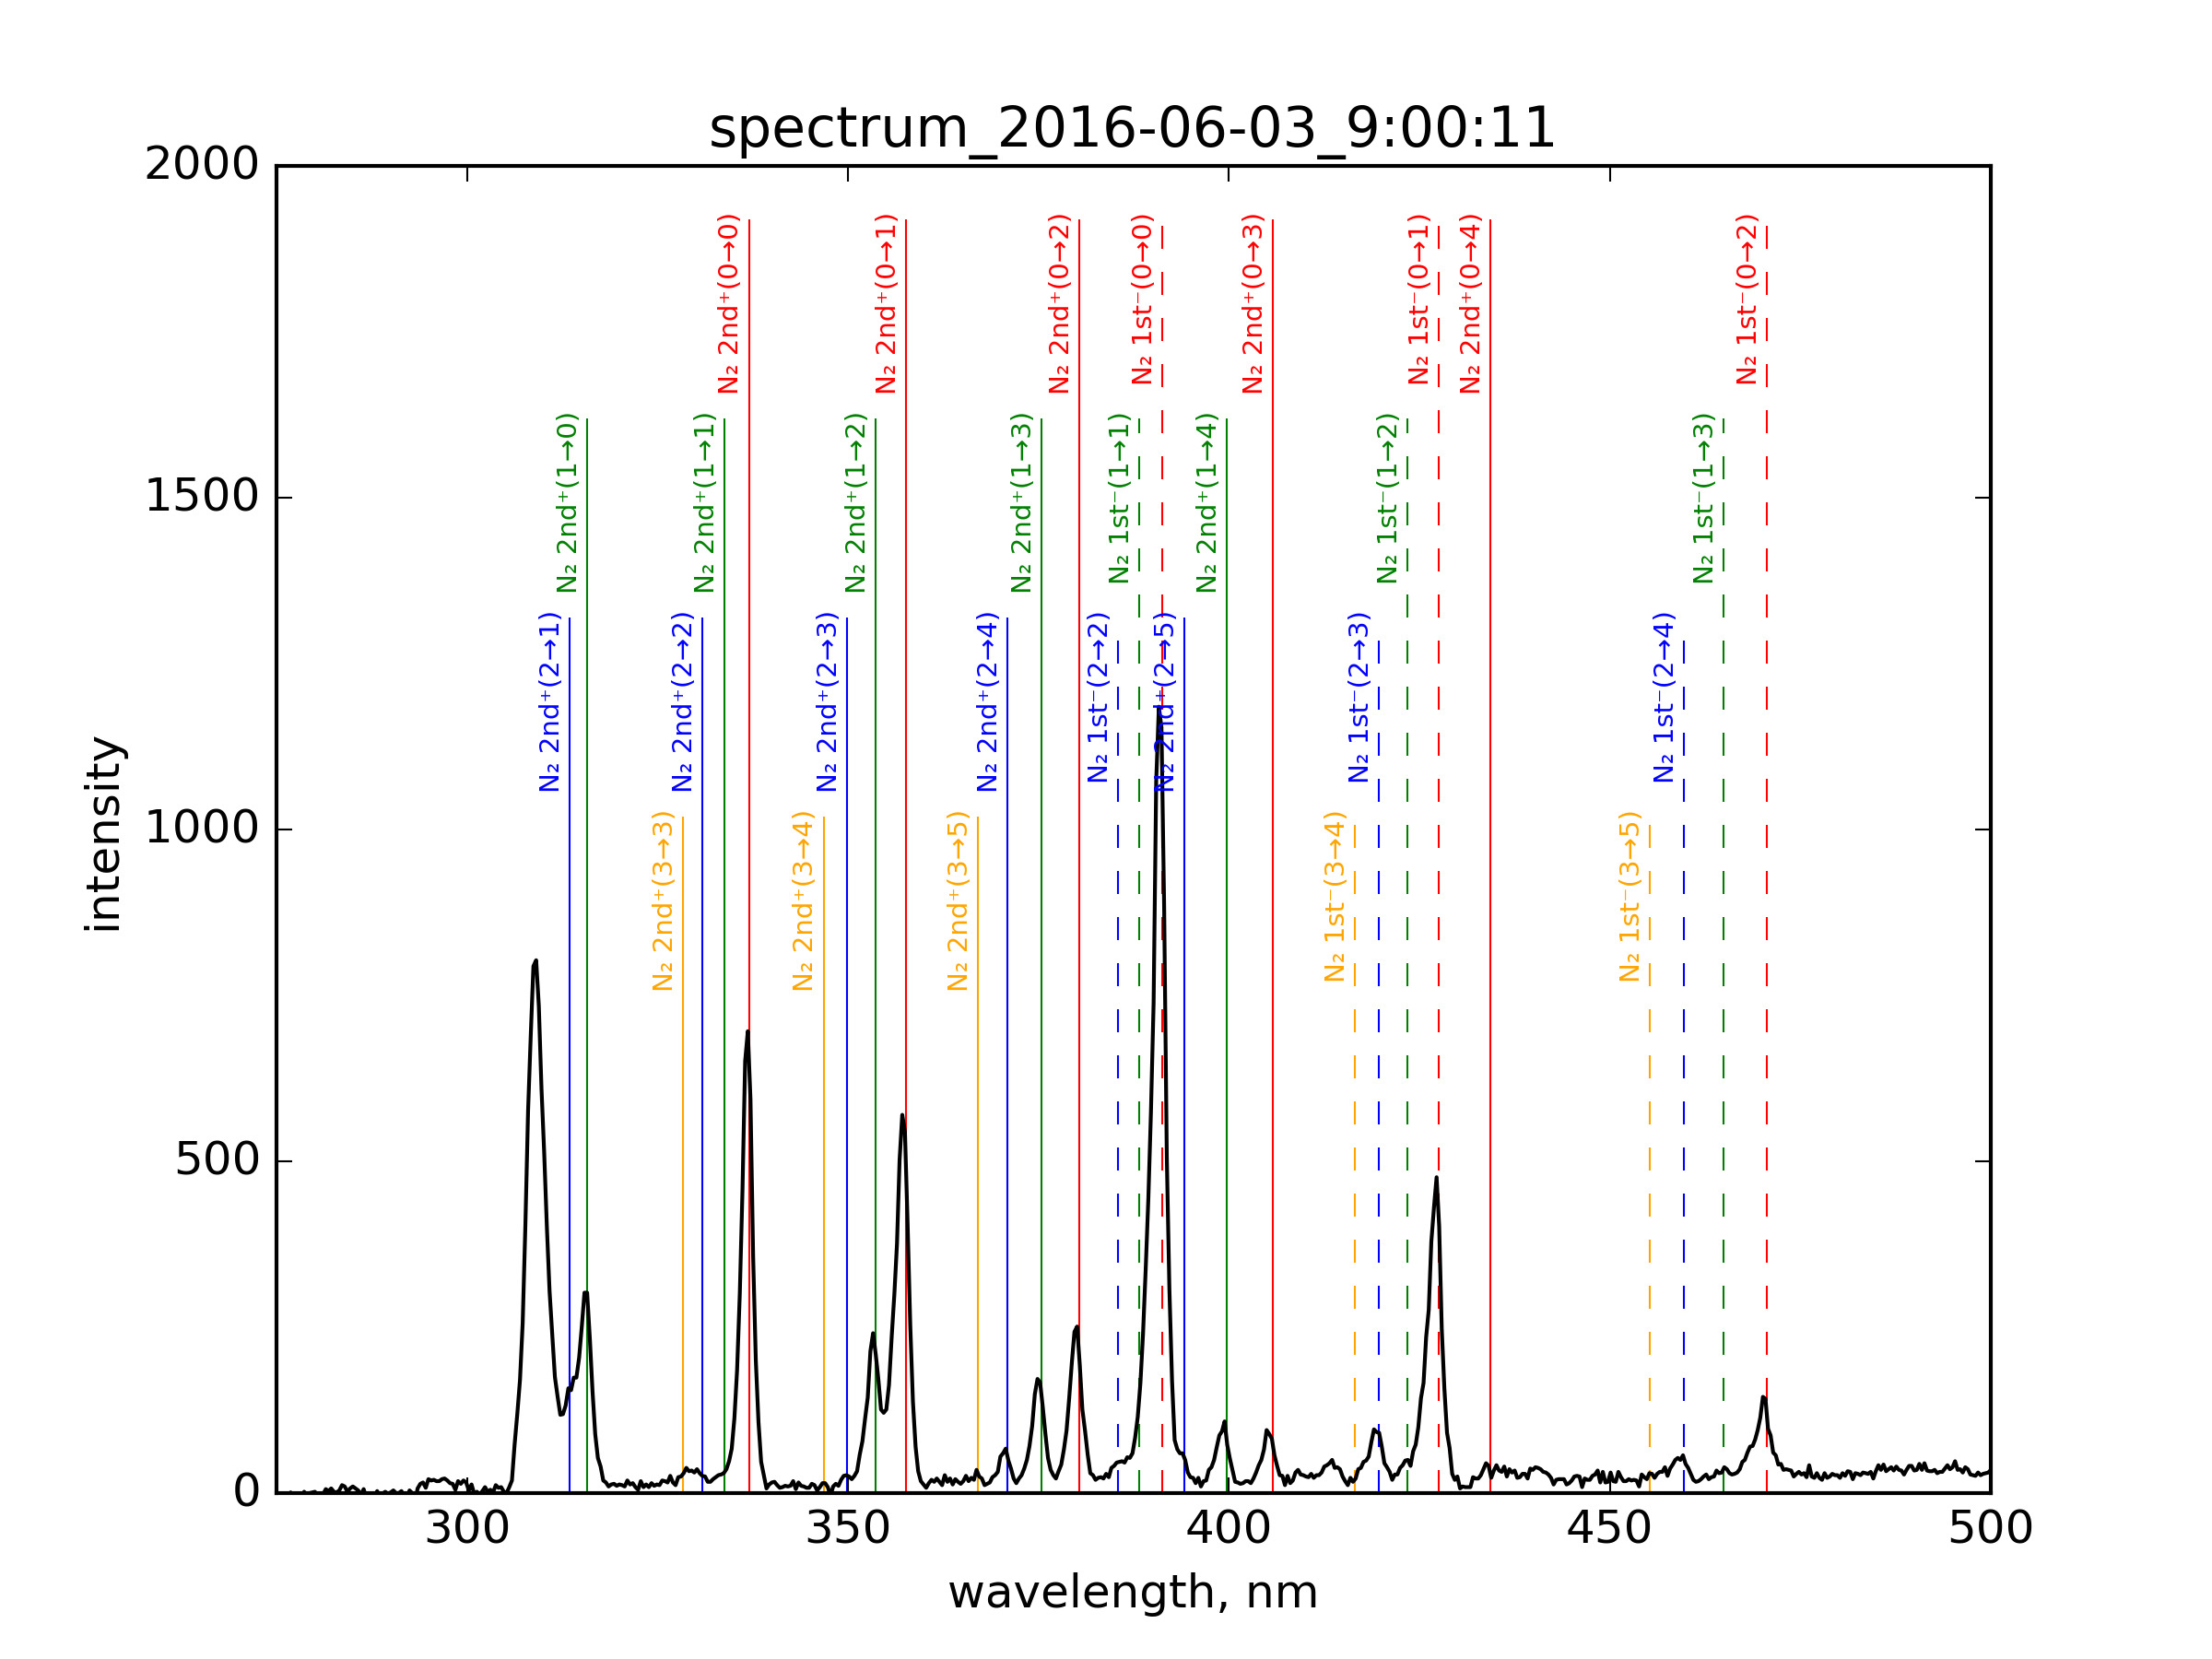 spectrum_2016-06-03_9:00:11
2000
1500
1000
500
0
intensity
N₂ 2nd⁺(0→0)
N₂ 2nd⁺(0→1)
N₂ 2nd⁺(0→2)
N₂ 1st⁻(0→0)
N₂ 2nd⁺(0→3)
N₂ 1st⁻(0→1)
N₂ 2nd⁺(0→4)
N₂ 1st⁻(0→2)
N₂ 2nd⁺(1→0)
N₂ 2nd⁺(1→1)
N₂ 2nd⁺(1→2)
N₂ 2nd⁺(1→3)
N₂ 1st⁻(1→1)
N₂ 2nd⁺(1→4)
N₂ 1st⁻(1→2)
N₂ 1st⁻(1→3)
N₂ 2nd⁺(2→1)
N₂ 2nd⁺(2→2)
N₂ 2nd⁺(2→3)
N₂ 2nd⁺(2→4)
N₂ 1st⁻(2→2)
N₂ 2nd⁺(2→5)
N₂ 1st⁻(2→3)
N₂ 1st⁻(2→4)
N₂ 2nd⁺(3→3)
N₂ 2nd⁺(3→4)
N₂ 2nd⁺(3→5)
N₂ 1st⁻(3→4)
N₂ 1st⁻(3→5)
300 350 400 450 500
wavelength, nm